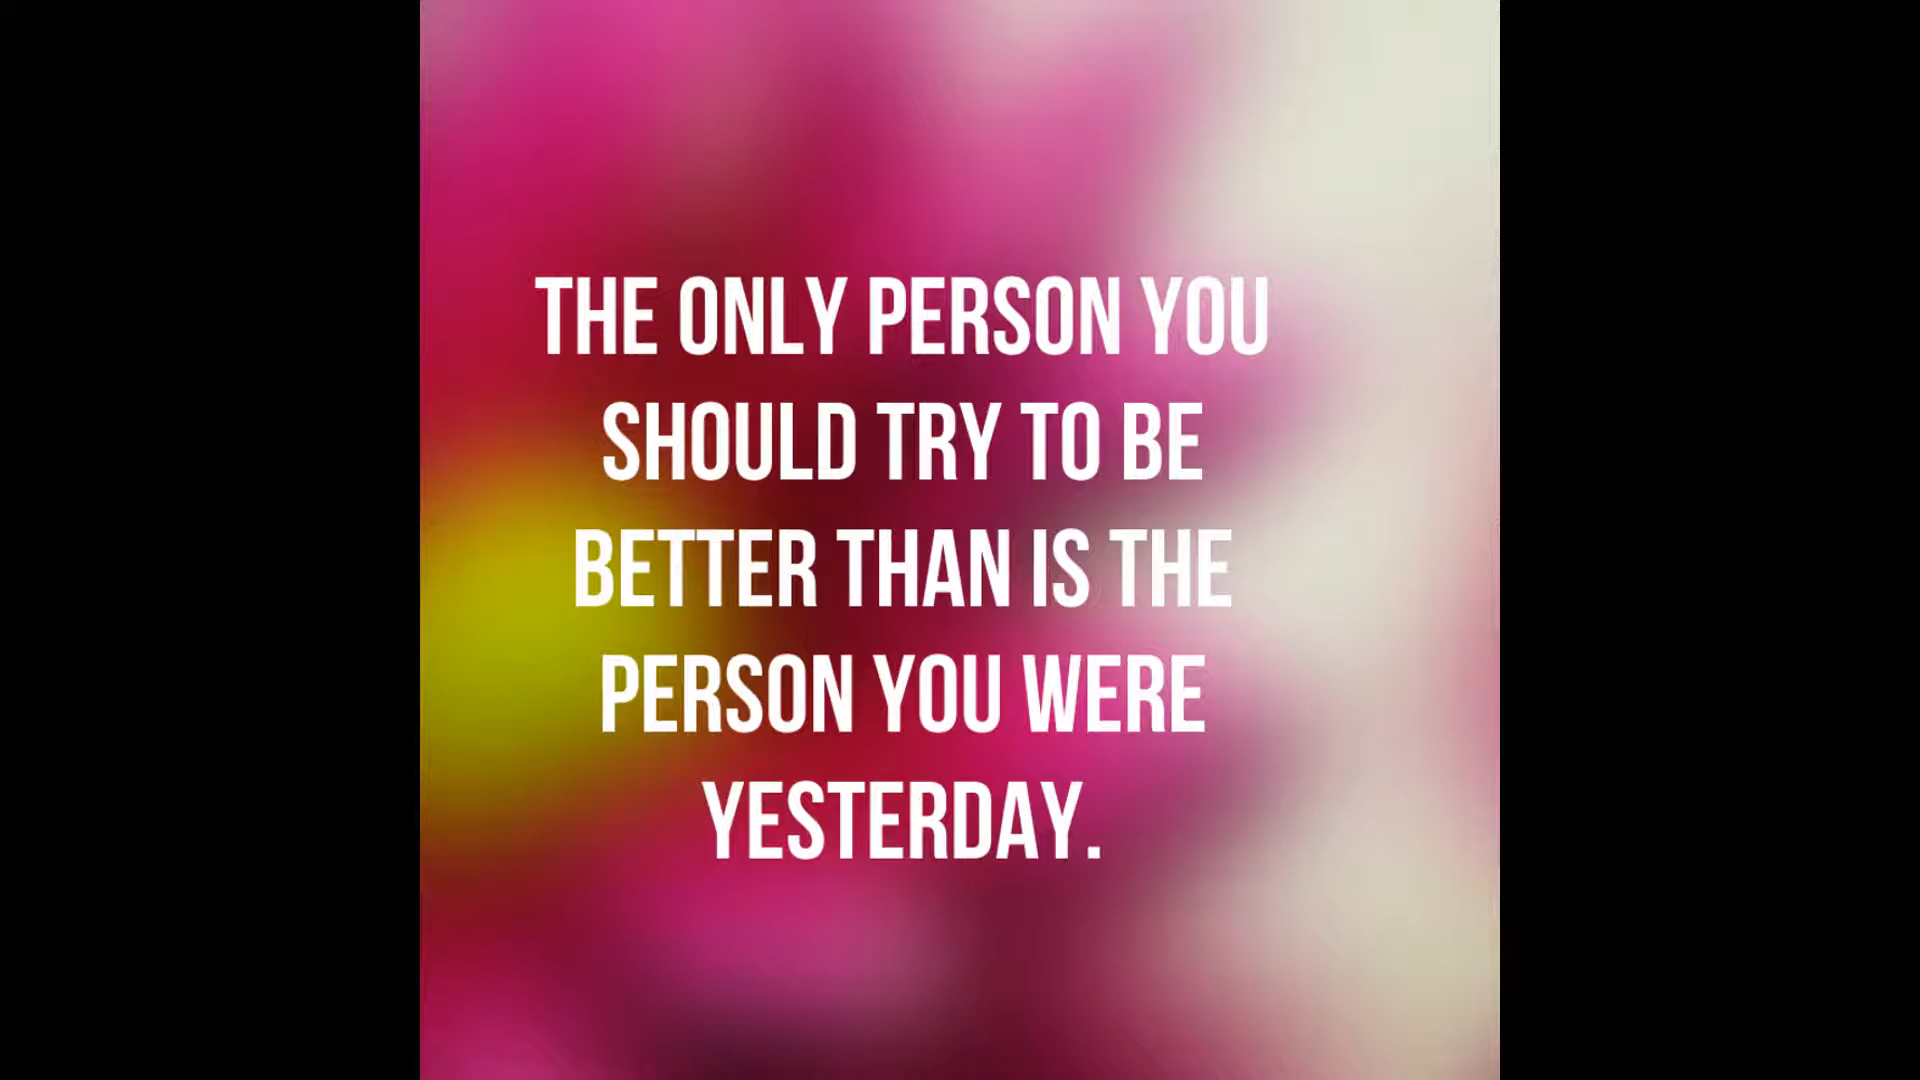 THE ONLY PERSON YOU
SHOULD TRY TO BE
BETTER THAN IS THE
PERSON YOU WERE
YESTERDAY.